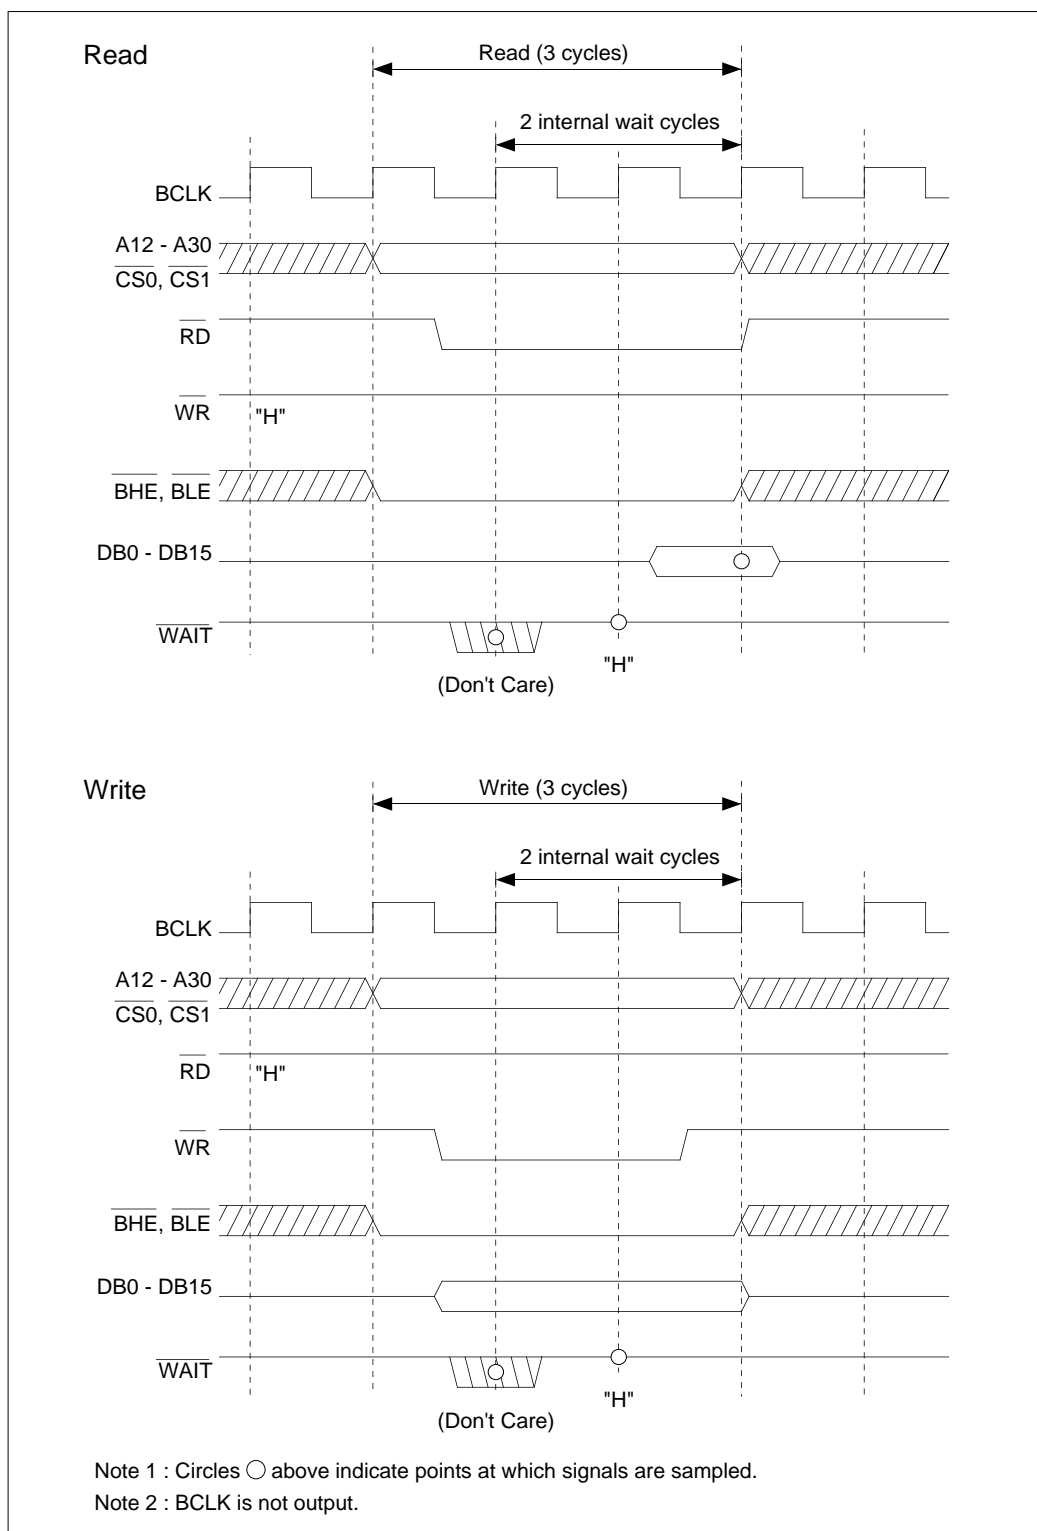 Read
Read (3 cycles)
2 internal wait cycles
BCLK
A12 - A30
CS0, CS1
RD
WR
"H"
BHE, BLE
DB0 - DB15
WAIT
"H"
(Don't Care)
Write
Write (3 cycles)
2 internal wait cycles
BCLK
A12 - A30
CS0, CS1
RD
"H"
WR
BHE, BLE
DB0 - DB15
WAIT
"H"
(Don't Care)
Note 1 : Circles ○ above indicate points at which signals are sampled.
Note 2 : BCLK is not output.